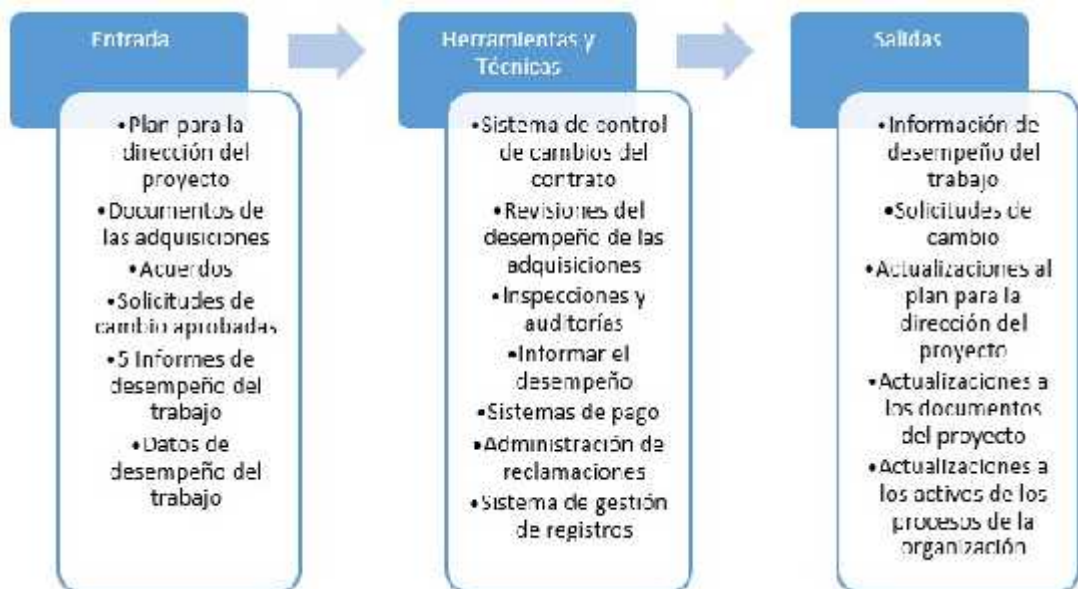 Entrada
•Plan para la
dirección del
proyecto
•Documentos de
las adquisiciones
•Acuerdos
•Solicitudes de
cambio aprobadas
•5 Informes de
desempeño del
trabajo
•Datos de
desempeño del
trabajo
Herramientas y
Técnicas
•Sistema de control
de cambios del
contrato
•Revisiones del
desempeño de las
adquisiciones
•Inspecciones y
auditorías
•Informar el
desempeño
•Sistemas de pago
•Administración de
reclamaciones
•Sistema de gestión
de registros
Salidas
•Información de
desempeño del
trabajo
•Solicitudes de
cambio
•Actualizaciones al
plan para la
dirección del
proyecto
•Actualizaciones a
los documentos
del proyecto
•Actualizaciones a
los activos de los
procesos de la
organización